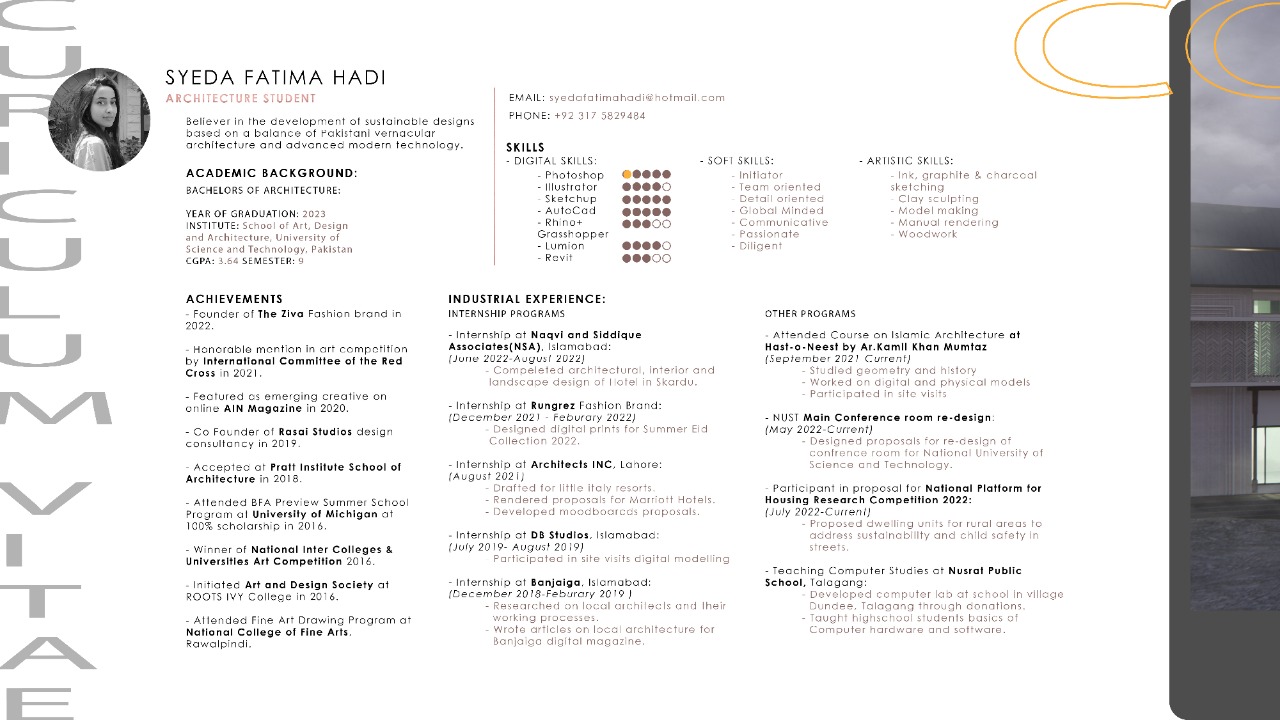 CURICULUM VITAE
SYEDA FATIMA HADI
ARCHITECTURE STUDENT
Believer in the development of sustainable designs
based on a balance of Pakistani vernacular
architecture and advanced modern technology.
ACADEMIC BACKGROUND:
BACHELORS OF ARCHITECTURE:
YEAR OF GRADUATION: 2023
INSTITUTE: School of Art, Design
and Architecture, University of
Science and Technology, Pakistan
CGPA: 3.64 SEMESTER: 9
EMAIL: syedafatimahadi@hotmail.com
PHONE: +92 317 5829484
SKILLS
- DIGITAL SKILLS:
- Photoshop
- Illustrator
- Sketchup
- AutoCad
- Rhino+
Grasshopper
- Lumion
- Revit
- SOFT SKILLS:
- Initiator
- Team oriented
- Detail oriented
- Global Minded
- Communicative
- Passionate
- Diligent
- ARTISTIC SKILLS:
- Ink, graphite & charcoal
sketching
- Clay sculpting
- Model making
- Manual rendering
- Woodwork
ACHIEVEMENTS
- Founder of The Ziva Fashion brand in
2022.
- Honorable mention in art competition
by International Committee of the Red
Cross in 2021.
- Featured as emerging creative on
online AIN Magazine in 2020.
- Co Founder of Rasai Studios design
consultancy in 2019.
- Accepted at Pratt Institute School of
Architecture in 2018.
- Attended BFA Preview Summer School
Program at University of Michigan at
100% scholarship in 2016.
- Winner of National Inter Colleges &
Universities Art Competition 2016.
- Initiated Art and Design Society at
ROOTS IVY College in 2016.
- Attended Fine Art Drawing Program at
National College of Fine Arts.
Rawalpindi.
INDUSTRIAL EXPERIENCE:
INTERNSHIP PROGRAMS
- Internship at Naqvi and Siddique
Associates(NSA), Islamabad:
(June 2022-August 2022)
- Compeleted architectural, interior and
landscape design of Hotel in Skardu.
- Internship at Rungrez Fashion Brand:
(December 2021 - Feburary 2022)
- Designed digital prints for Summer Eid
Collection 2022.
- Internship at Architects INC, Lahore:
(August 2021)
- Drafted for little italy resorts.
- Rendered proposals for Marriott Hotels.
- Developed moodboarcds proposals.
- Internship at DB Studios, Islamabad:
(July 2019- August 2019)
Participated in site visits digital modelling
- Internship at Banjaiga, Islamabad:
(December 2018-Feburary 2019 )
- Researched on local architects and their
working processes.
- Wrote articles on local architecture for
Banjaiga digital magazine.
OTHER PROGRAMS
- Attended Course on Islamic Architecture at
Hast-o-Neest by Ar.Kamil Khan Mumtaz
(September 2021-Current)
- Studied geometry and history
- Worked on digital and physical models
- Participated in site visits
- NUST Main Conference room re-design:
(May 2022-Current)
- Designed proposals for re-design of
confrence room for National University of
Science and Technology.
- Participant in proposal for National Platform for
Housing Research Competition 2022:
(July 2022-Current)
- Proposed dwelling units for rural areas to
address sustainability and child safety in
streets.
- Teaching Computer Studies at Nusrat Public
School, Talagang:
- Developed computer lab at school in village
Dundee, Talagang through donations.
- Taught highschool students basics of
Computer hardware and software.